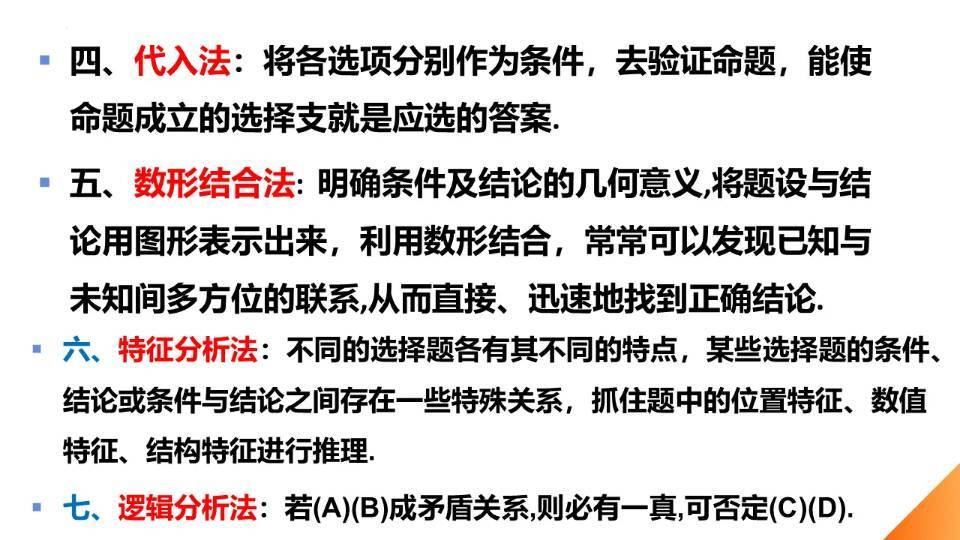 四、代入法：将各选项分别作为条件，去验证命题，能使
命题成立的选择支就是应选的答案.
五、数形结合法: 明确条件及结论的几何意义,将题设与结
论用图形表示出来，利用数形结合，常常可以发现已知与
未知间多方位的联系,从而直接、迅速地找到正确结论.
六、特征分析法：不同的选择题各有其不同的特点，某些选择题的条件、
结论或条件与结论之间存在一些特殊关系，抓住题中的位置特征、数值
特征、结构特征进行推理.
七、逻辑分析法：若(A)(B)成矛盾关系,则必有一真,可否定(C)(D).